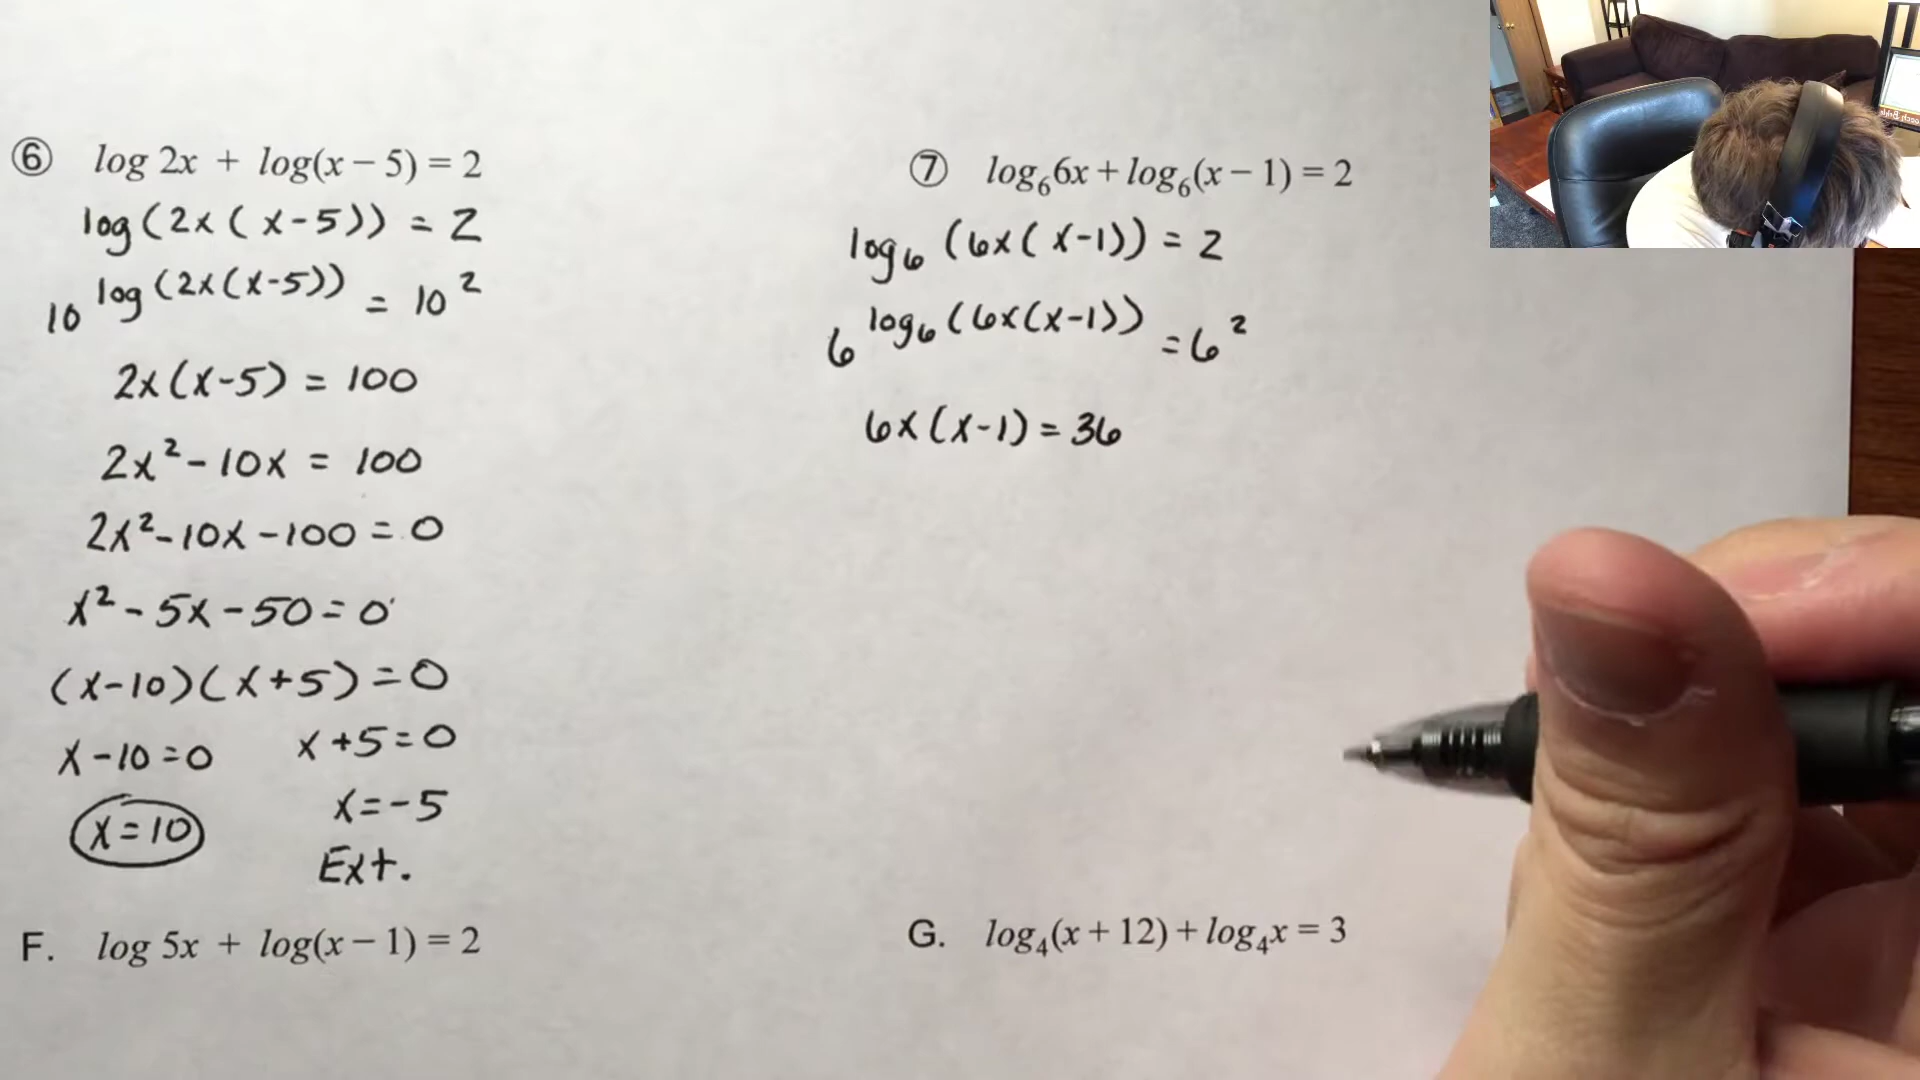 ⑥ log 2x + log(x – 5) = 2
log(2x(x-5)) = 2
10^log(2x(x-5)) = 10^2
2x(x-5) = 100
2x² - 10x = 100
2x² - 10x - 100 = 0
x² - 5x - 50 = 0
(x-10)(x+5) = 0
x - 10 = 0 x + 5 = 0
x = 10 x = -5
Ext.
F. log 5x + log(x – 1) = 2
⑦ log₆6x + log₆(x – 1) = 2
log₆(6x(x-1)) = 2
6^log₆(6x(x-1)) = 6^2
6x(x-1) = 36
G. log₄(x + 12) + log₄x = 3